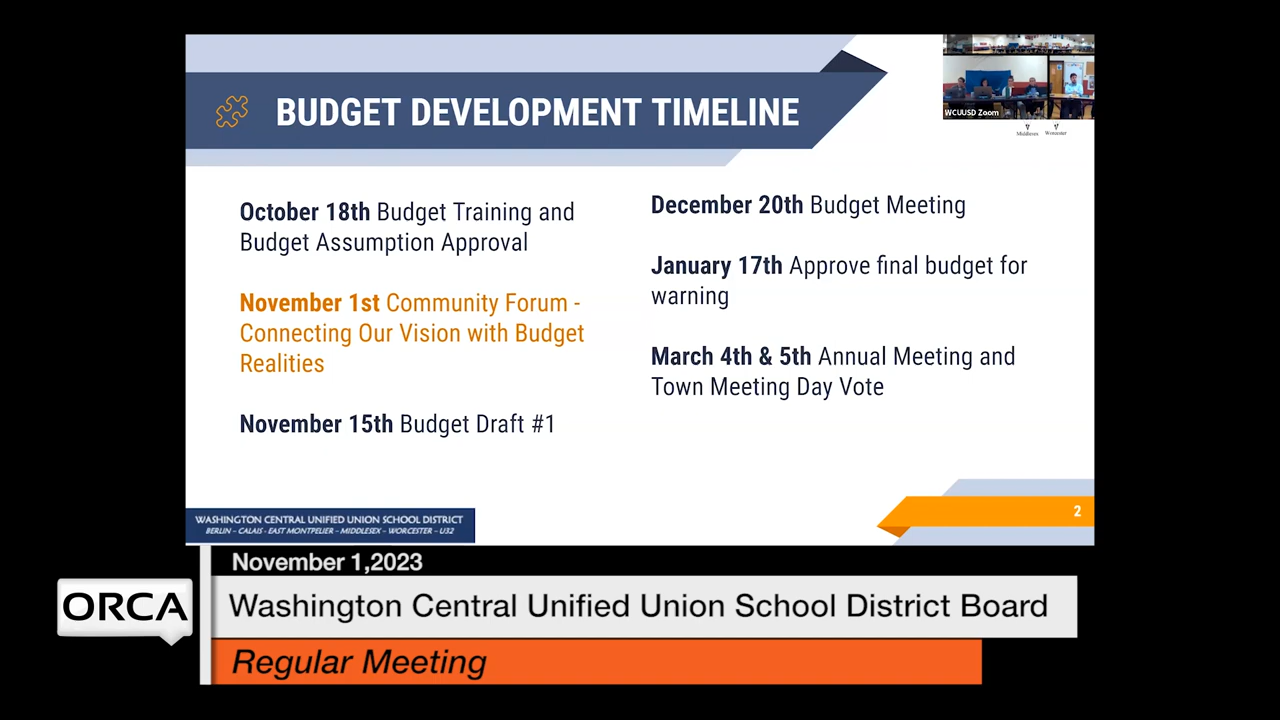 BUDGET DEVELOPMENT TIMELINE
WCUUSD Zoom
Middlesex Worcester
October 18th Budget Training and
Budget Assumption Approval
November 1st Community Forum -
Connecting Our Vision with Budget
Realities
November 15th Budget Draft #1
December 20th Budget Meeting
January 17th Approve final budget for
warning
March 4th & 5th Annual Meeting and
Town Meeting Day Vote
2
WASHINGTON CENTRAL UNIFIED UNION SCHOOL DISTRICT
BERLIN – CALAIS - EAST MONTPELIER – MIDDLESEX – WORCESTER – U32
November 1,2023
ORCA
Washington Central Unified Union School District Board
Regular Meeting